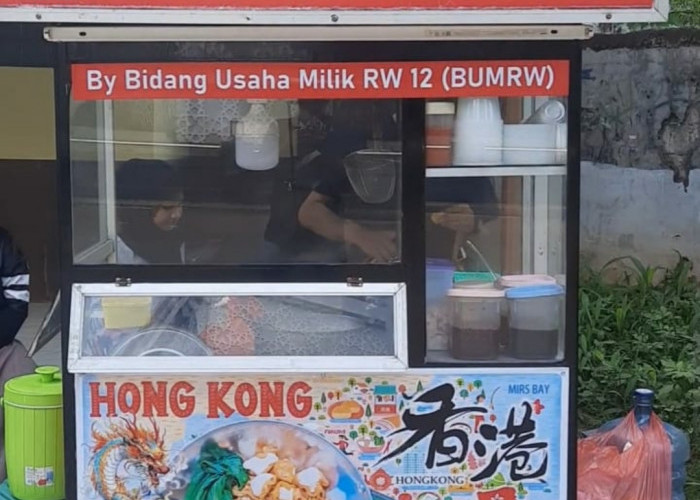 By Bidang Usaha Milik RW 12 (BUMRW)
HONG KONG
MIRS BAY
香港
HONGKONG